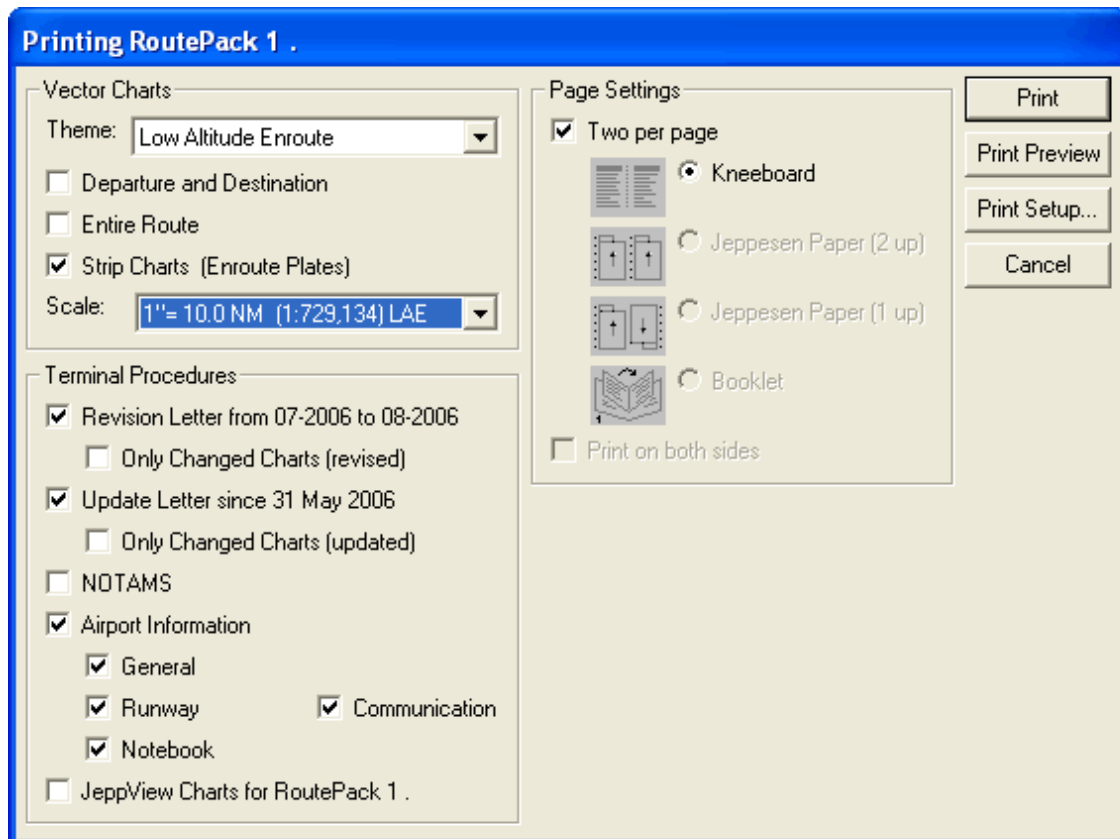 Printing RoutePack 1 .
Vector Charts
Theme: Low Altitude Enroute
Departure and Destination
Entire Route
Strip Charts (Enroute Plates)
Scale: 1"= 10.0 NM (1:729,134) LAE
Terminal Procedures
Revision Letter from 07-2006 to 08-2006
Only Changed Charts (revised)
Update Letter since 31 May 2006
Only Changed Charts (updated)
NOTAMS
Airport Information
General
Runway Communication
Notebook
JeppView Charts for RoutePack 1 .
Page Settings
Two per page
Kneeboard
Jeppesen Paper (2 up)
Jeppesen Paper (1 up)
1
Booklet
Print on both sides
Print
Print Preview
Print Setup...
Cancel